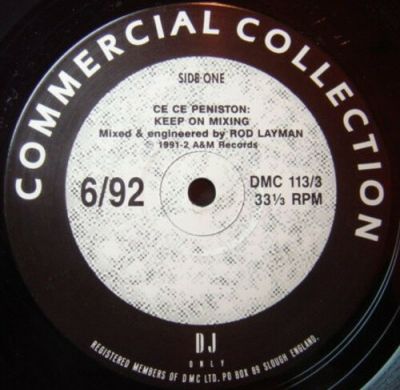 COMMERCIAL COLLECTION
SIDE ONE
CE CE PENISTON:
KEEP ON MIXING
Mixed & engineered by ROD LAYMAN
© 1991-2 A&M Records
6/92
DMC 113/3
33⅓ RPM
DJ
ONLY
REGISTERED MEMBERS OF DMC LTD. PO BOX 89 SLOUGH ENGLAND.